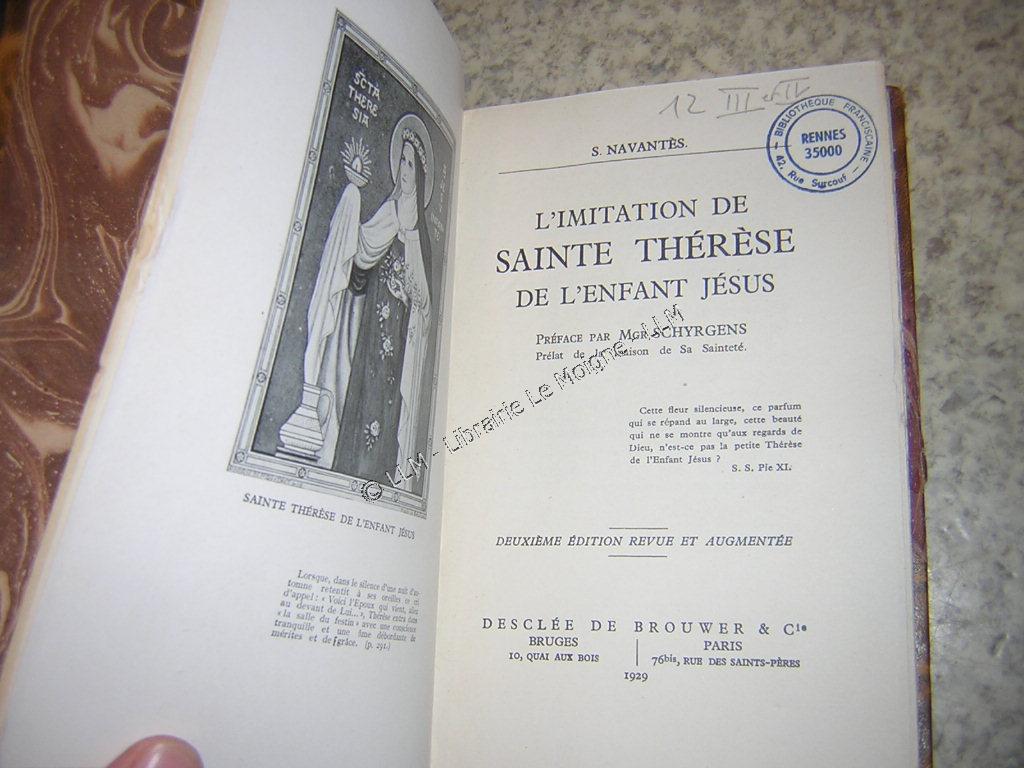 SCTA
THERE
SIA
SAINTE THÉRÈSE DE L'ENFANT JÉSUS
Lorsque, dans le silence d'une nuit d'au-
tomne retentit à ses oreilles ce cri
d'appel : « Voici l'Époux qui vient, allez
au devant de Lui... », Thérèse entra dans
« la salle du festin » avec une conscience
tranquille et une âme débordante de
mérites et de grâce. (p. 291.)
12 III et IV
BIBLIOTHÈQUE FRANCISCAINE
RENNES
35000
42, Rue Surcouf
S. NAVANTÈS.
L'IMITATION DE
SAINTE THÉRÈSE
DE L'ENFANT JÉSUS
PRÉFACE PAR MGR SCHYRGENS
Prélat de la Maison de Sa Sainteté.
Cette fleur silencieuse, ce parfum
qui se répand au large, cette beauté
qui ne se montre qu'aux regards de
Dieu, n'est-ce pas la petite Thérèse
de l'Enfant Jésus ?
S. S. Pie XI.
DEUXIÈME ÉDITION REVUE ET AUGMENTÉE
DESCLÉE DE BROUWER & Cie
BRUGES
10, QUAI AUX BOIS
PARIS
76bis, RUE DES SAINTS-PÈRES
1929
© LLM - Librairie Le Moigne, LLM